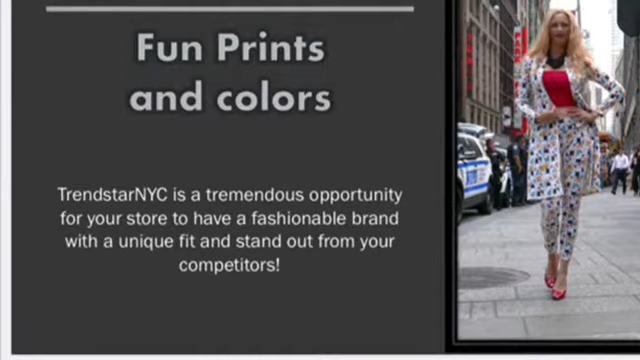 Fun Prints
and colors
TrendstarNYC is a tremendous opportunity
for your store to have a fashionable brand
with a unique fit and stand out from your
competitors!